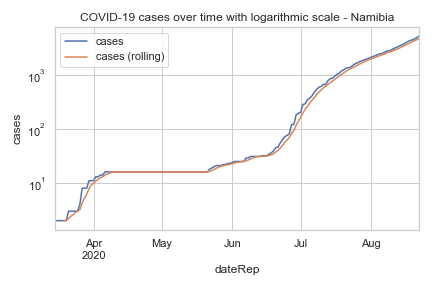 COVID-19 cases over time with logarithmic scale - Namibia
cases
cases (rolling)
10³
10²
10¹
cases
Apr May Jun Jul Aug
2020
dateRep